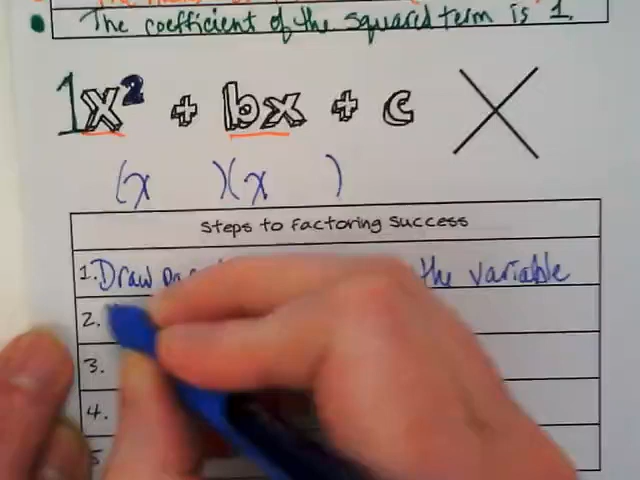 The coefficient of the squared term is 1.
1x² + bx + c
(x )(x )
Steps to Factoring Success
1. Draw the variable
2.
3.
4.
5